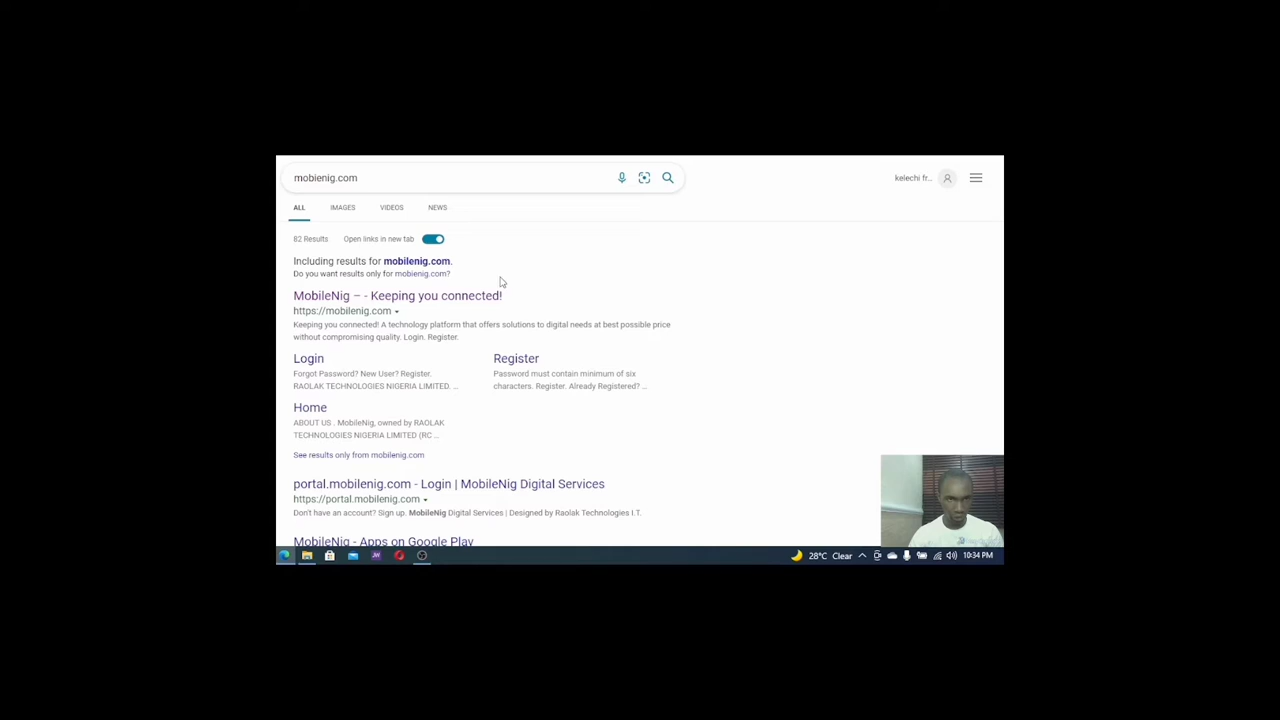 mobienig.com
kelechi fr...
ALL IMAGES VIDEOS NEWS
82 Results Open links in new tab
Including results for mobilenig.com.
Do you want results only for mobienig.com?
MobileNig – - Keeping you connected!
https://mobilenig.com
Keeping you connected! A technology platform that offers solutions to digital needs at best possible price
without compromising quality. Login. Register.
Login
Forgot Password? New User? Register.
RAOLAK TECHNOLOGIES NIGERIA LIMITED. ...
Register
Password must contain minimum of six
characters. Register. Already Registered? ...
Home
ABOUT US . MobileNig, owned by RAOLAK
TECHNOLOGIES NIGERIA LIMITED (RC ...
See results only from mobilenig.com
portal.mobilenig.com - Login | MobileNig Digital Services
https://portal.mobilenig.com
Don't have an account? Sign up. MobileNig Digital Services | Designed by Raolak Technologies I.T.
MobileNig - Apps on Google Play
28°C Clear 10:34 PM